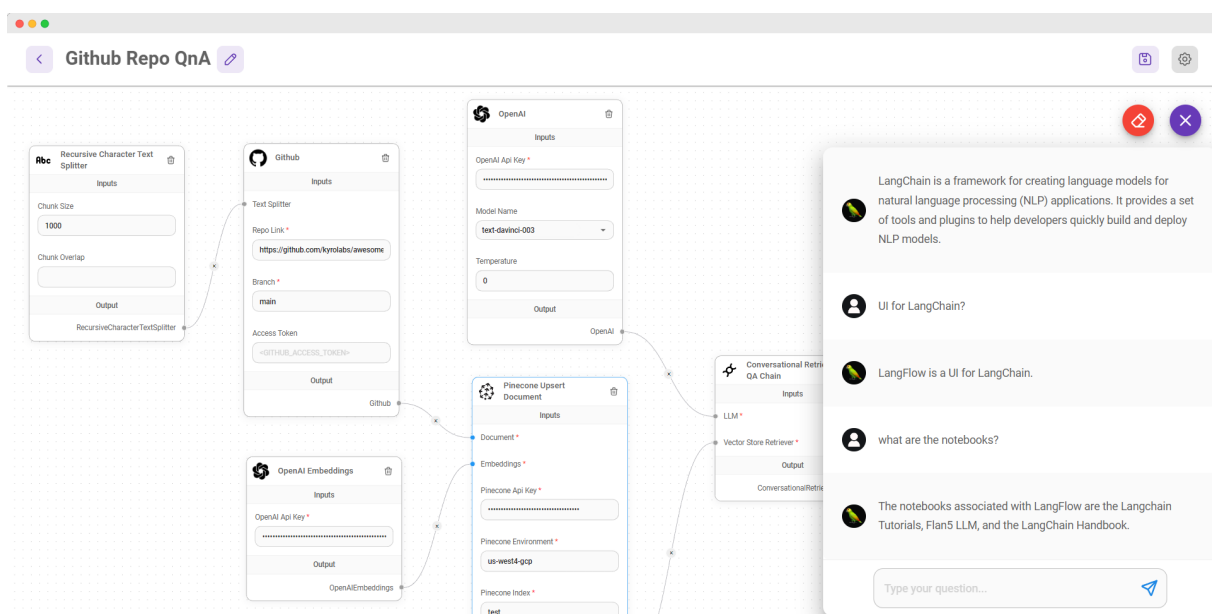 Github Repo QnA
Abc
Recursive Character Text
Splitter
Inputs
Chunk Size
1000
Chunk Overlap
Output
RecursiveCharacterTextSplitter
Github
Inputs
Text Splitter
Repo Link *
https://github.com/kyrolabs/awesome
Branch *
main
Access Token
<GITHUB_ACCESS_TOKEN>
Output
Github
OpenAI Embeddings
Inputs
OpenAI Api Key *
Output
OpenAIEmbeddings
OpenAI
Inputs
OpenAI Api Key *
Model Name
text-davinci-003
Temperature
0
Output
OpenAI
Pinecone Upsert
Document
Inputs
Document *
Embeddings *
Pinecone Api Key *
Pinecone Environment *
us-west4-gcp
Pinecone Index *
test
Conversational Retri
QA Chain
Inputs
LLM *
Vector Store Retriever *
Output
ConversationalRetrie
LangChain is a framework for creating language models for
natural language processing (NLP) applications. It provides a set
of tools and plugins to help developers quickly build and deploy
NLP models.
UI for LangChain?
LangFlow is a UI for LangChain.
what are the notebooks?
The notebooks associated with LangFlow are the Langchain
Tutorials, Flan5 LLM, and the LangChain Handbook.
Type your question...